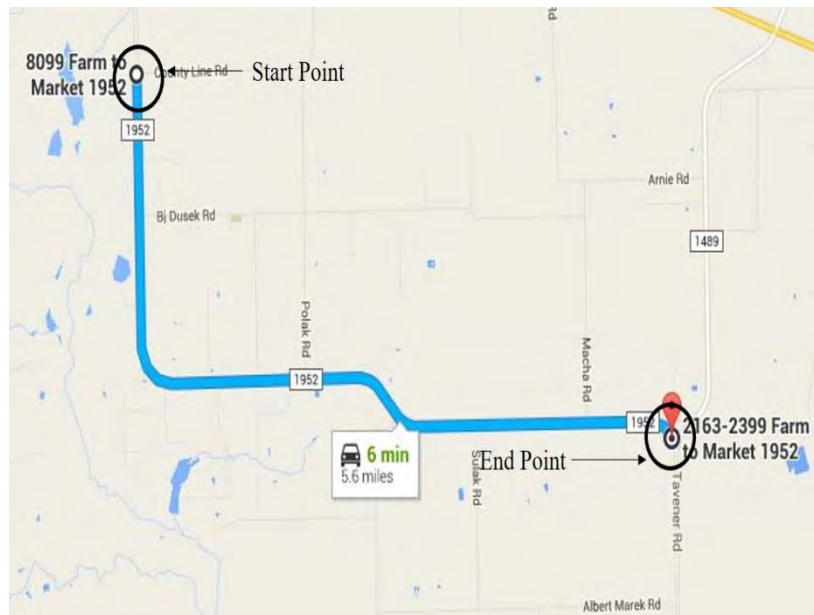 8099 Farm to
Market 1952
County Line Rd
Start Point
1952
Arnie Rd
Bj Dusek Rd
1489
Polak Rd
Macha Rd
1952
1952
2163-2399 Farm
to Market 1952
6 min
5.6 miles
End Point
Sulak Rd
Tavener Rd
Albert Marek Rd